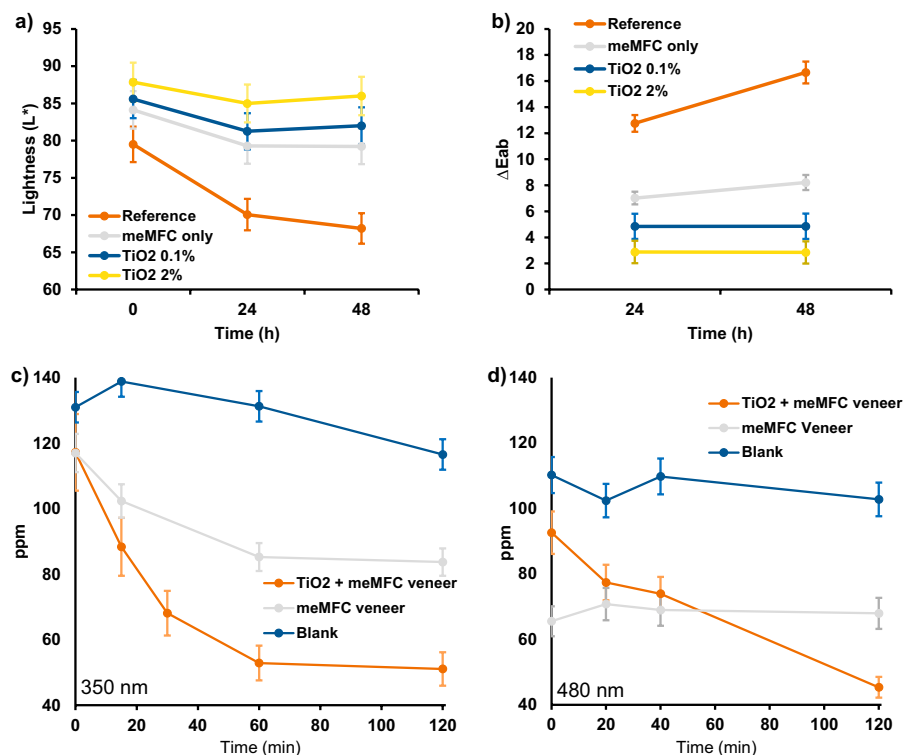 a)
95
90
85
80
75
70
65
60
Lightness (L*)
Reference
meMFC only
TiO2 0.1%
TiO2 2%
0
24
48
Time (h)
b)
20
18
16
14
12
10
8
6
4
2
0
ΔEab
Reference
meMFC only
TiO2 0.1%
TiO2 2%
24
48
Time (h)
c)
140
120
100
80
60
40
ppm
TiO2 + meMFC veneer
meMFC veneer
Blank
350 nm
0 20 40 60 80 100 120
Time (min)
d)
140
120
100
80
60
40
ppm
TiO2 + meMFC veneer
meMFC Veneer
Blank
480 nm
0 20 40 60 80 100 120
Time (min)